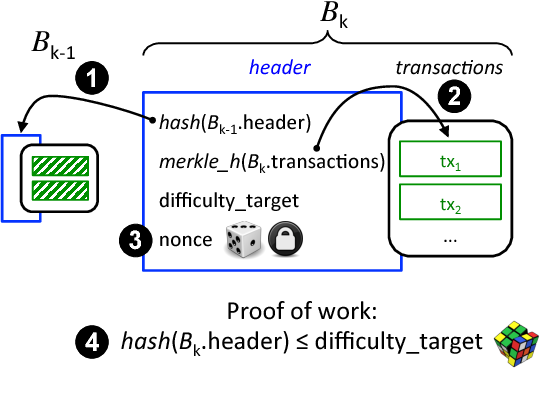 B_k
B_k-1
header
transactions
1
2
hash(B_k-1.header)
merkle_h(B_k.transactions)
tx_1
difficulty_target
tx_2
3 nonce
...
Proof of work:
4 hash(B_k.header) ≤ difficulty_target